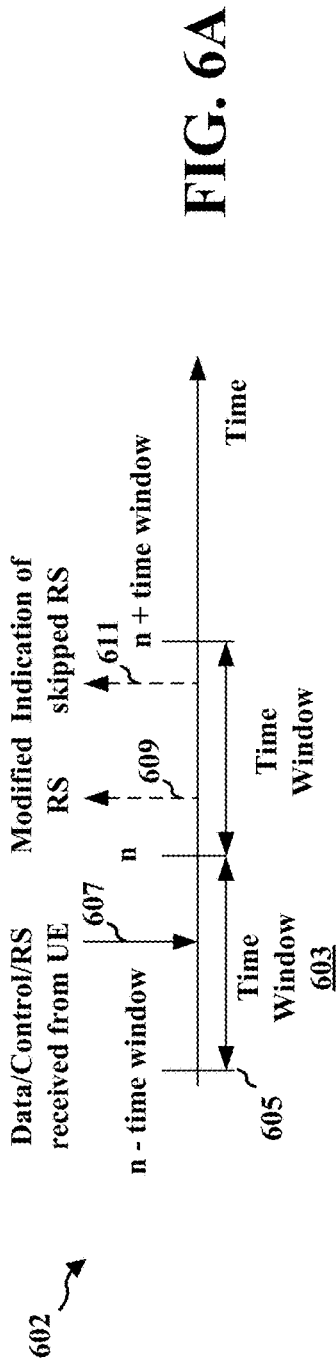 602
Data/Control/RS
received from UE
Modified
RS
Indication of
skipped RS
n - time window
607
n
609
611
n + time window
605
Time
Window
603
Time
Window
Time
FIG. 6A